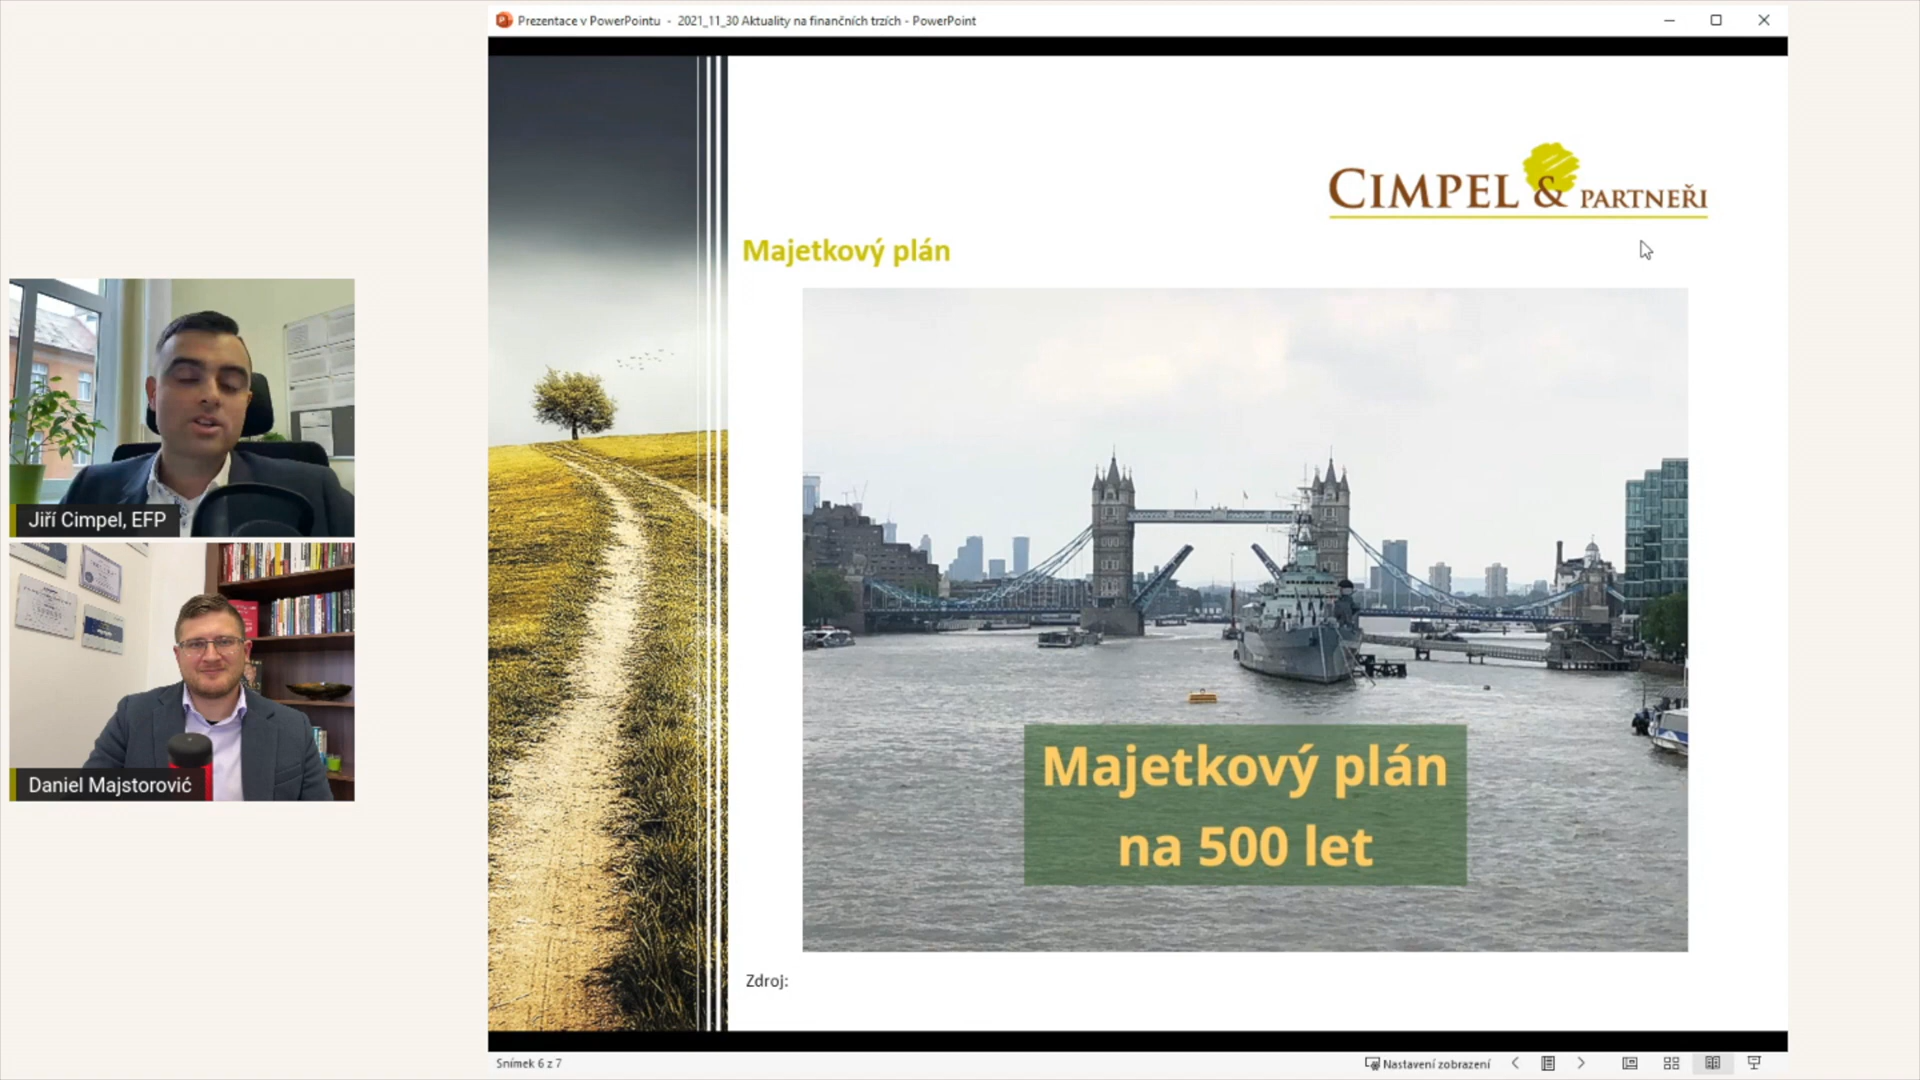 Prezentace v PowerPointu - 2021_11_30 Aktuality na finančních trzích - PowerPoint
CIMPEL & PARTNEŘI
Majetkový plán
Jiří Cimpel, EFP
Daniel Majstorović
Majetkový plán
na 500 let
Zdroj:
Snímek 6 z 7
Nastavení zobrazení